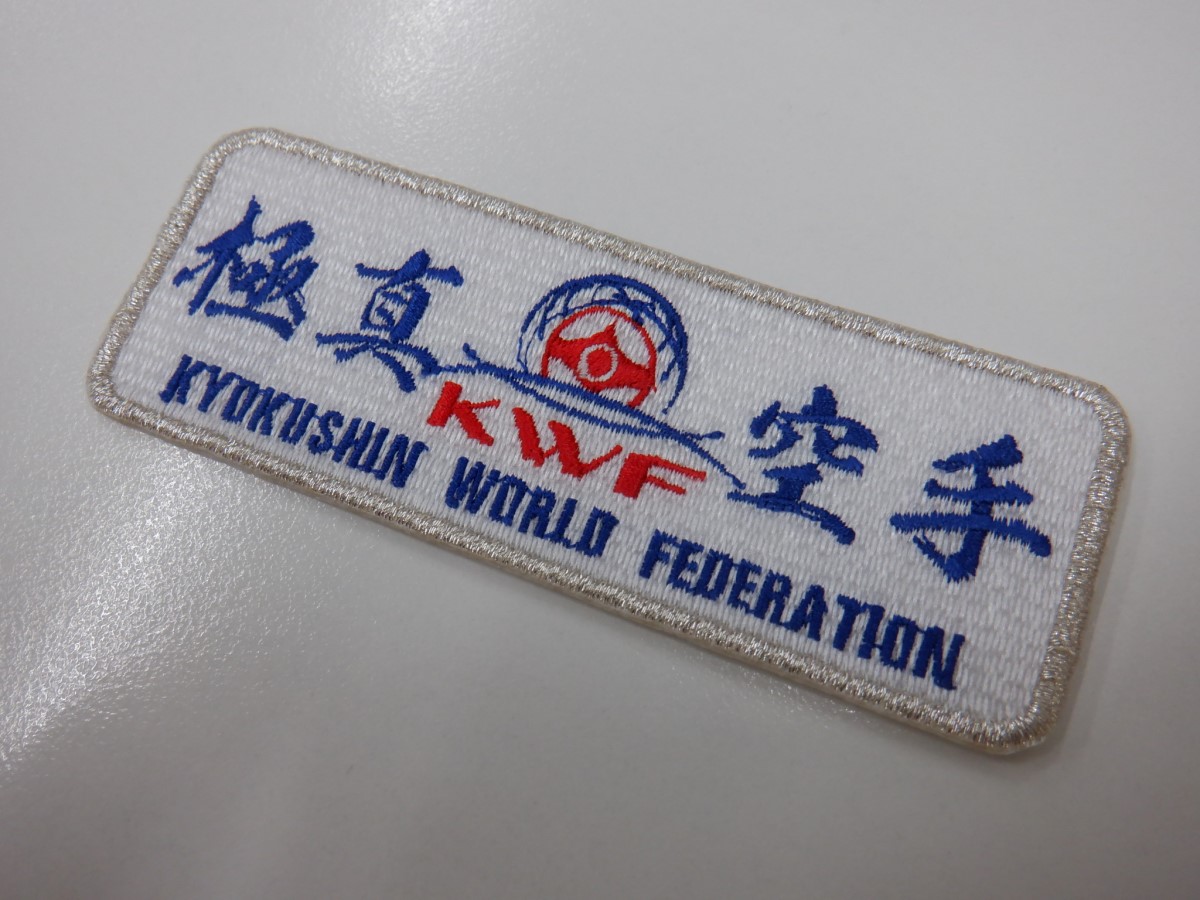 極真 空手
KWF
KYOKUSHIN WORLD FEDERATION